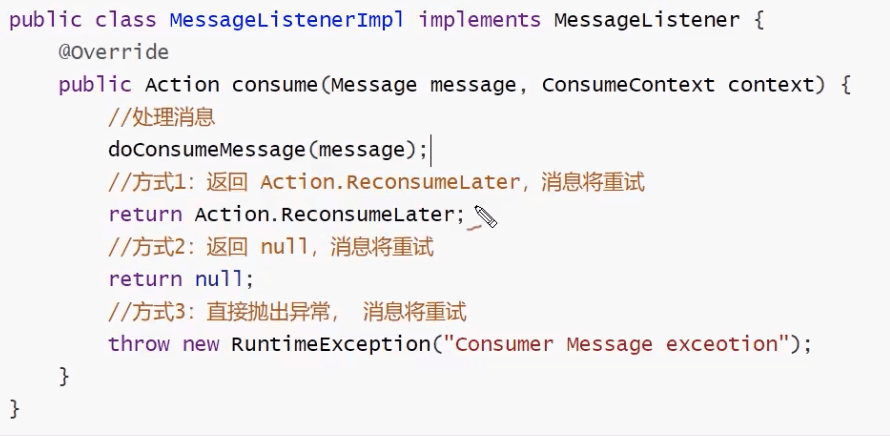 public class MessageListenerImpl implements MessageListener {
@Override
public Action consume(Message message, ConsumeContext context) {
//处理消息
doConsumeMessage(message);
//方式1：返回 Action.ReconsumeLater，消息将重试
return Action.ReconsumeLater;
//方式2：返回 null，消息将重试
return null;
//方式3：直接抛出异常， 消息将重试
throw new RuntimeException("Consumer Message exceotion");
}
}